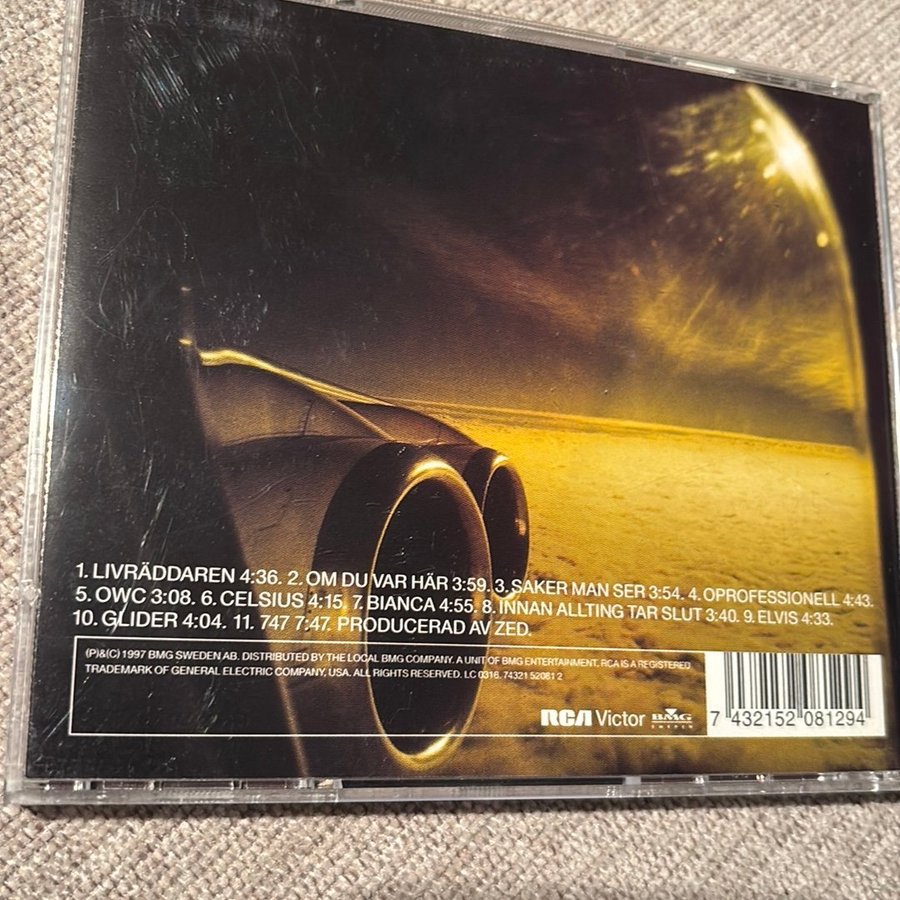 1. LIVRÄDDAREN 4:36. 2. OM DU VAR HÄR 3:59. 3. SAKER MAN SER 3:54. 4. OPROFESSIONELL 4:43.
5. OWC 3:08. 6. CELSIUS 4:15. 7. BIANCA 4:55. 8. INNAN ALLTING TAR SLUT 3:40. 9. ELVIS 4:33.
10. GLIDER 4:04. 11. 747 7:47. PRODUCERAD AV ZED.
(P)&(C) 1997 BMG SWEDEN AB. DISTRIBUTED BY THE LOCAL BMG COMPANY. A UNIT OF BMG ENTERTAINMENT. RCA IS A REGISTERED
TRADEMARK OF GENERAL ELECTRIC COMPANY, USA. ALL RIGHTS RESERVED. LC 0316. 74321 52081 2
RCA Victor BMG
SWEDEN
7 432152 081294